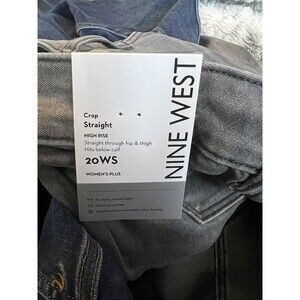 Crop
Straight
HIGH RISE
Straight through hip & thigh
Hits below calf
20WS
WOMEN'S PLUS
NINE WEST